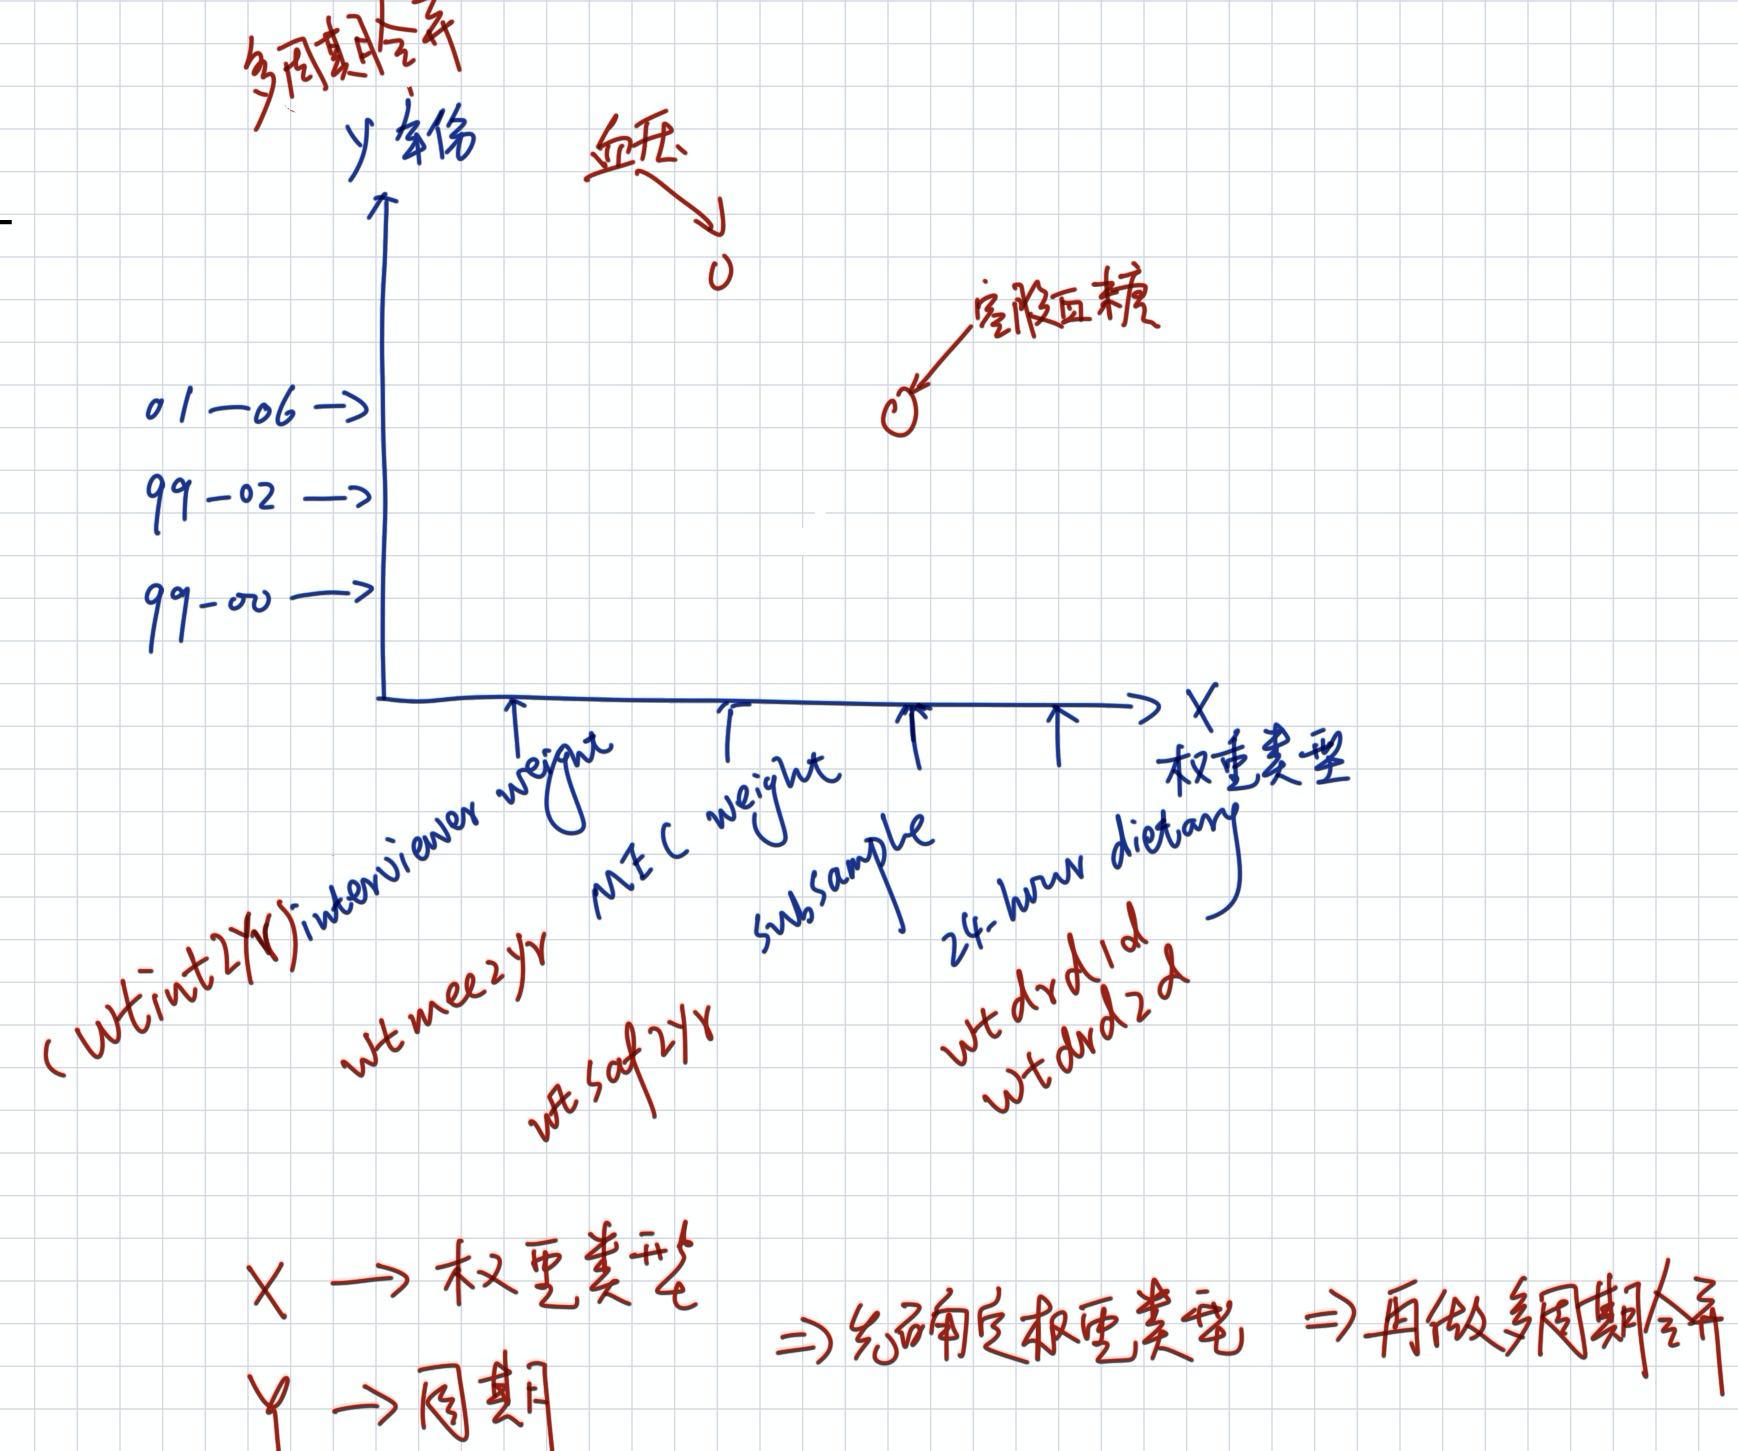 多周期合并
y 年份
血压
空腹血糖
01-06 →
99-02 →
99-00 →
X
权重类型
(wtint2yr) interviewer weight
wtmec2yr MEC weight
wtsaf2yr subsample
24-hour dietary
wtdrd1d
wtdrd2d
X → 权重类型
Y → 周期
⇒ 先确定权重类型 ⇒ 再做多周期合并